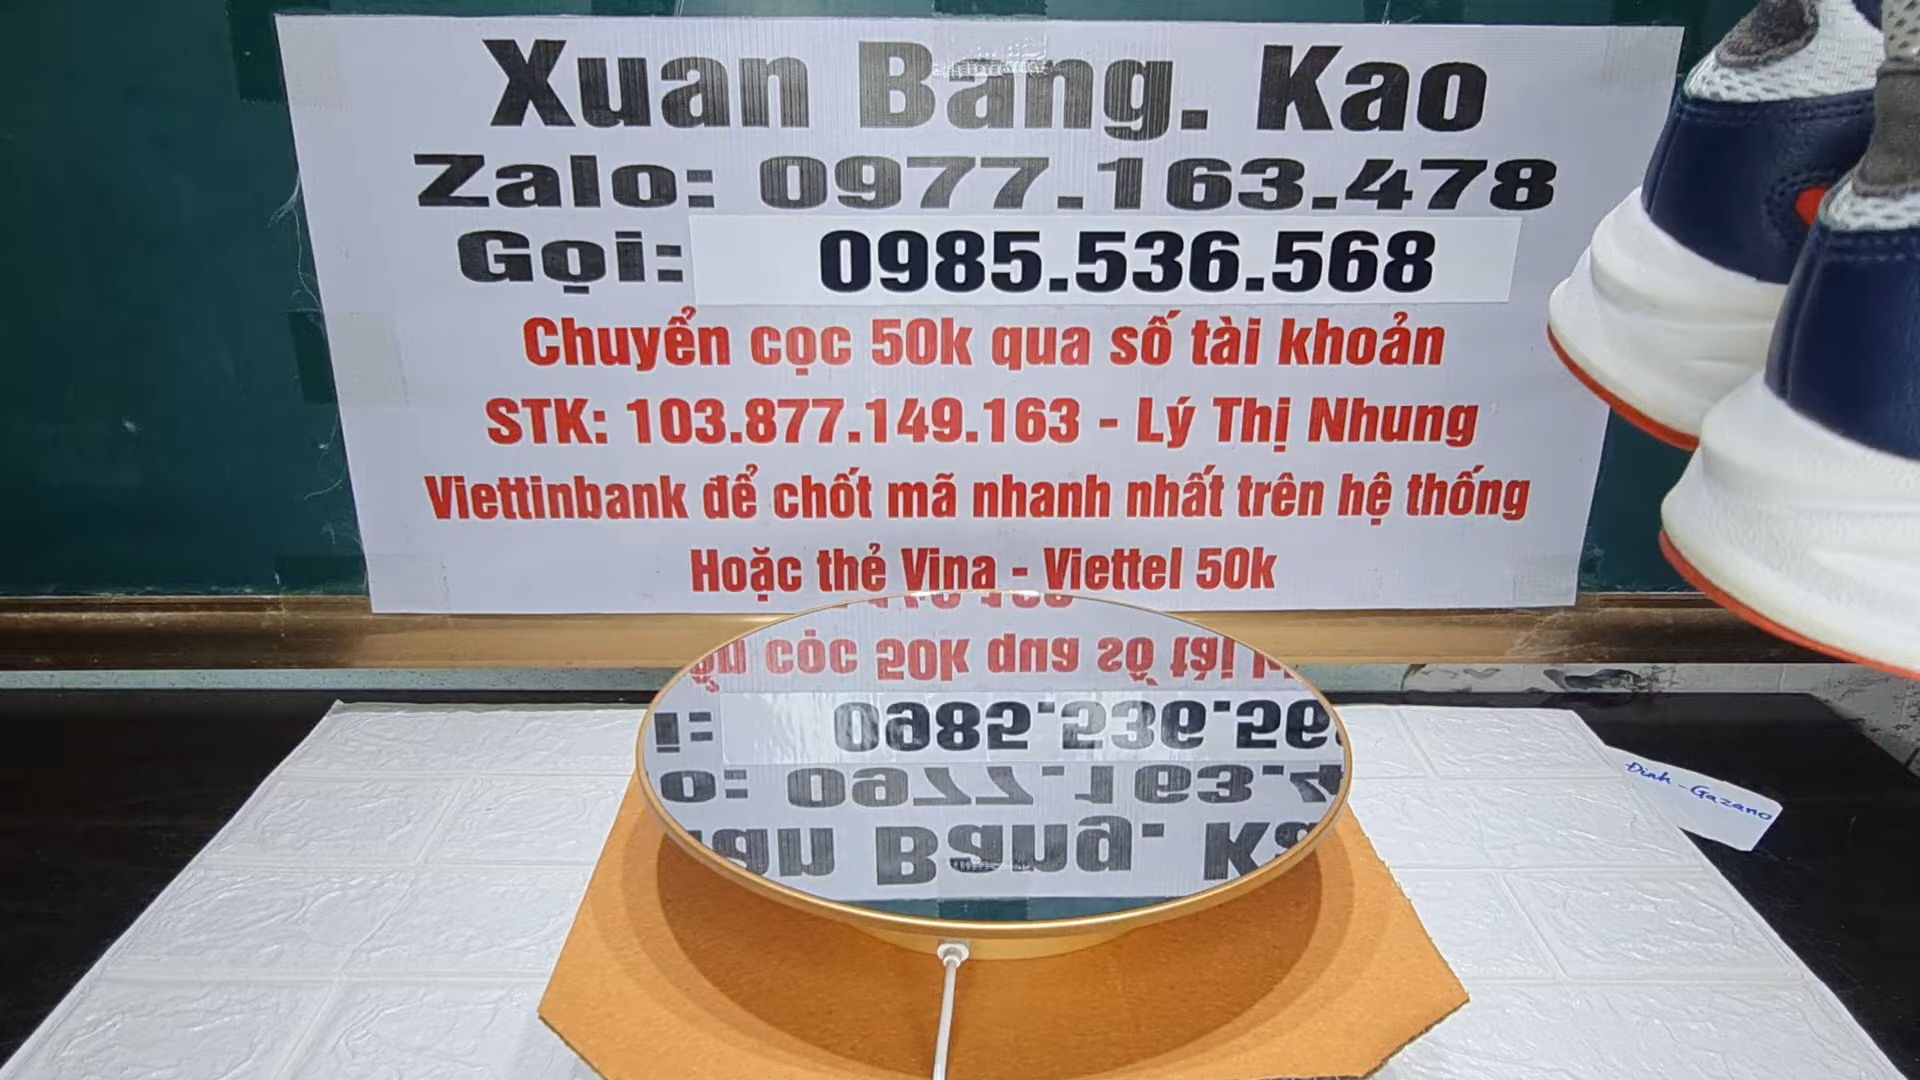 Xuan Bang. Kao
Zalo: 0977.163.478
Gọi: 0985.536.568
Chuyển cọc 50k qua số tài khoản
STK: 103.877.149.163 - Lý Thị Nhung
Viettinbank để chốt mã nhanh nhất trên hệ thống
Hoặc thẻ Vina - Viettel 50k
Đinh - Gazano